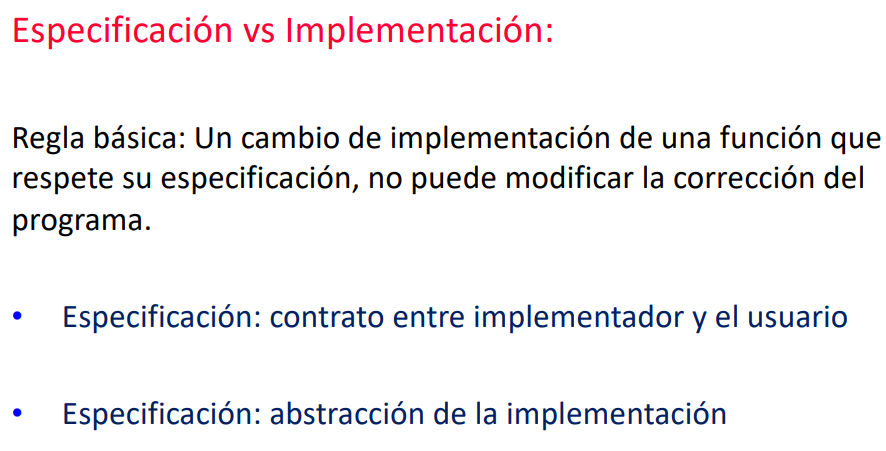 Especificación vs Implementación:
Regla básica: Un cambio de implementación de una función que
respete su especificación, no puede modificar la corrección del
programa.
• Especificación: contrato entre implementador y el usuario
• Especificación: abstracción de la implementación